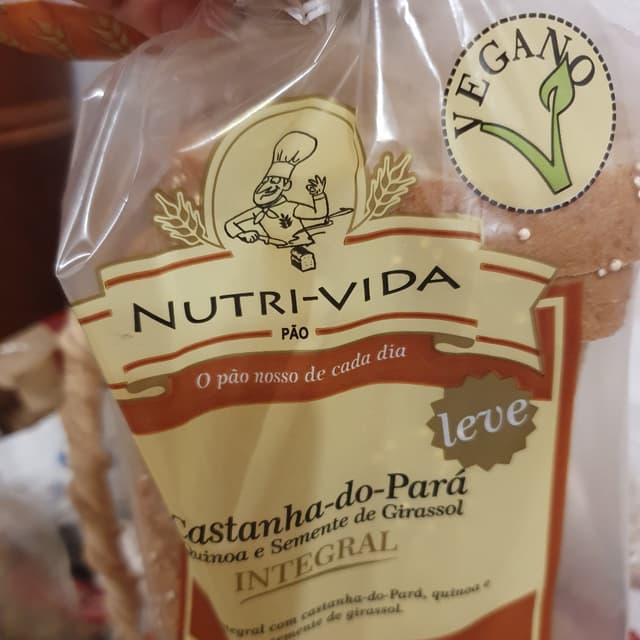 VEGANO
NUTRI-VIDA
PÃO
O pão nosso de cada dia
leve
Castanha-do-Pará
Quinoa e Semente de Girassol
INTEGRAL
integral com castanha-do-Pará, quinoa e
semente de girassol.